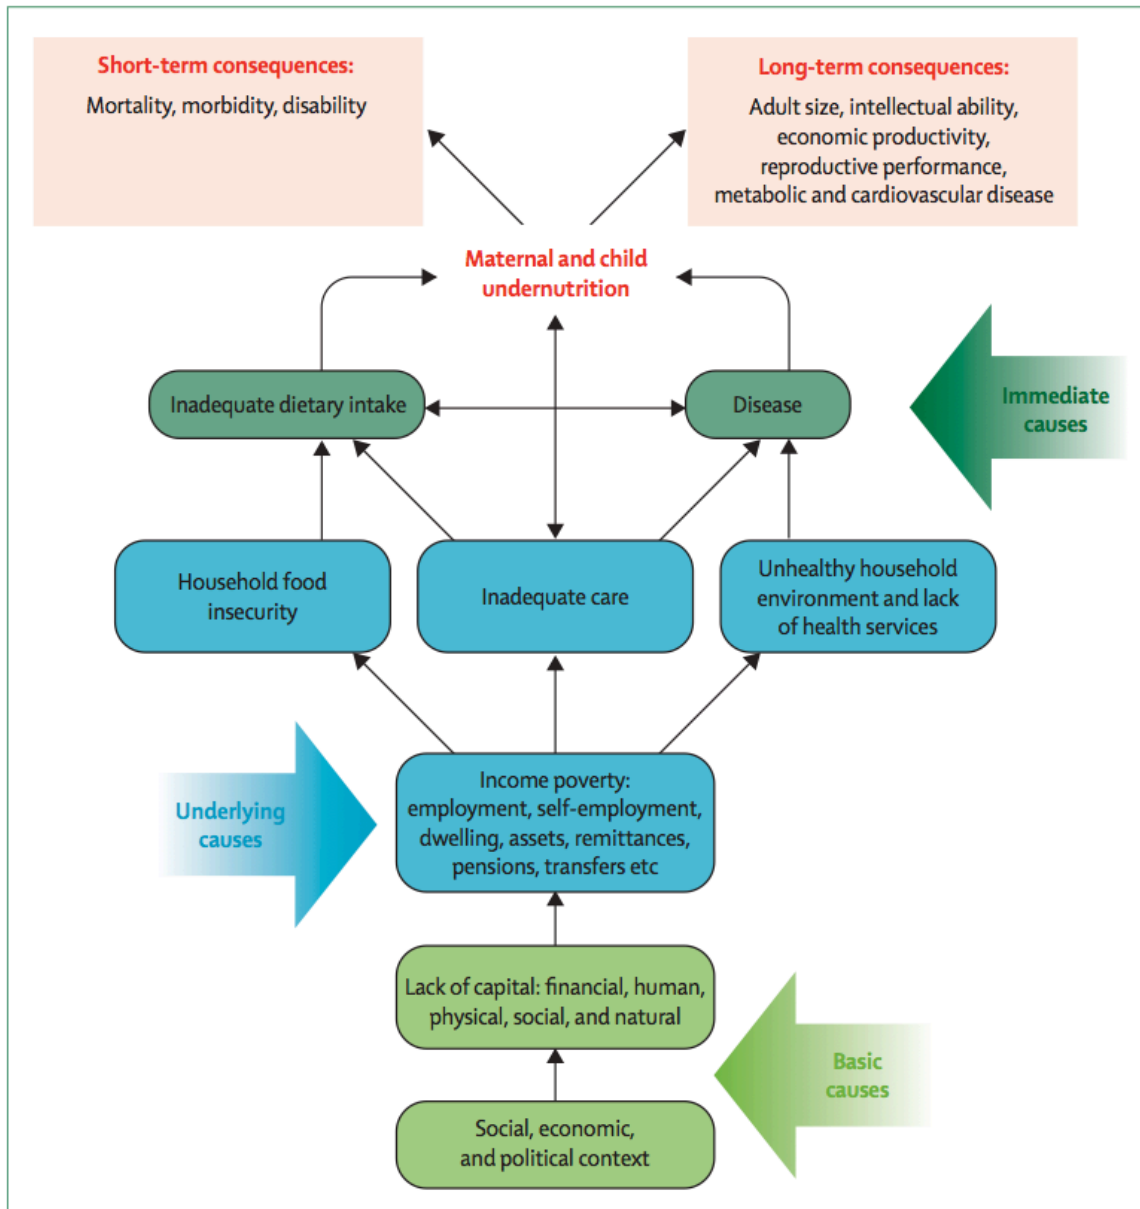 Short-term consequences:
Mortality, morbidity, disability
Long-term consequences:
Adult size, intellectual ability,
economic productivity,
reproductive performance,
metabolic and cardiovascular disease
Maternal and child
undernutrition
Inadequate dietary intake
Disease
Immediate
causes
Household food
insecurity
Inadequate care
Unhealthy household
environment and lack
of health services
Underlying
causes
Income poverty:
employment, self-employment,
dwelling, assets, remittances,
pensions, transfers etc
Lack of capital: financial, human,
physical, social, and natural
Basic
causes
Social, economic,
and political context